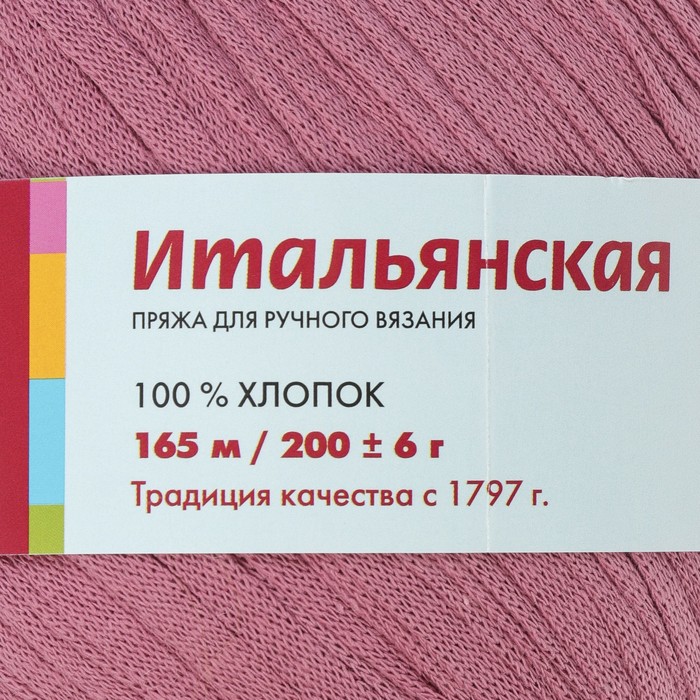 Итальянская
ПРЯЖА ДЛЯ РУЧНОГО ВЯЗАНИЯ
100 % ХЛОПОК
165 м / 200 ± 6 г
Традиция качества с 1797 г.